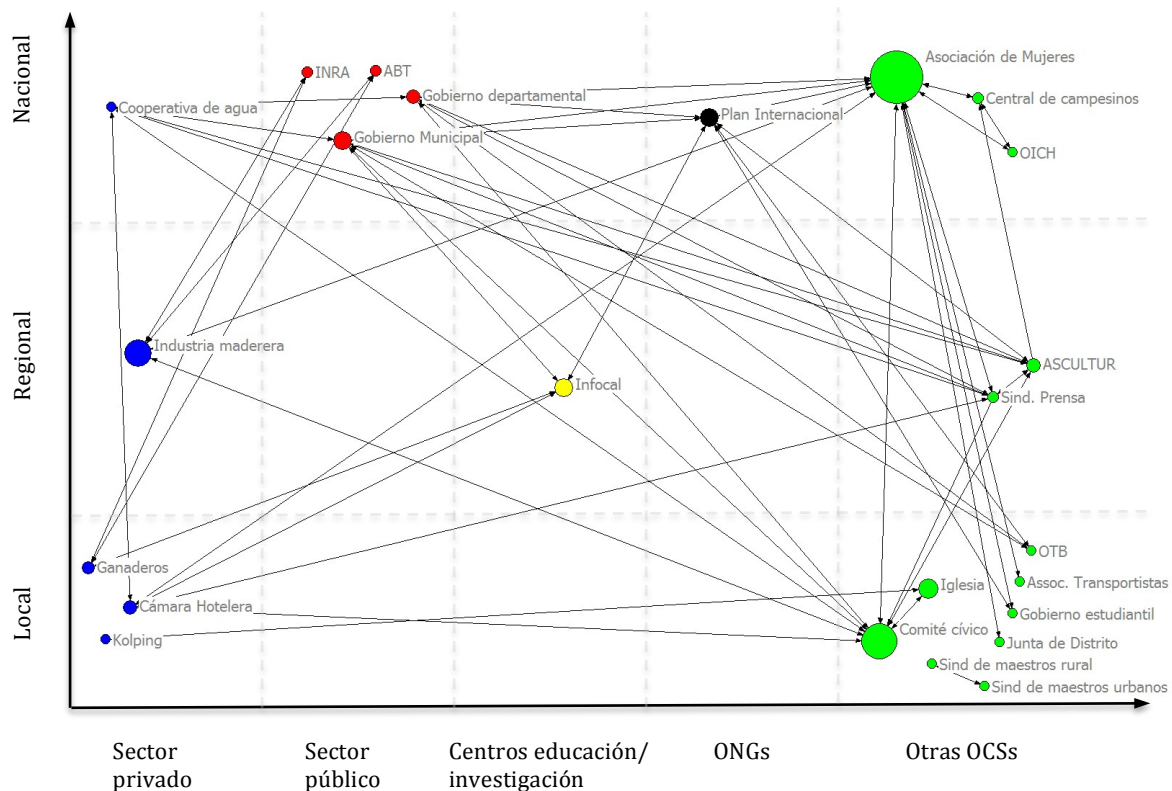 Nacional
Regional
Local
INRA
ABT
Asociación de Mujeres
Cooperativa de agua
Gobierno departamental
Central de campesinos
Plan Internacional
Gobierno Municipal
OICH
Industria maderera
ASCULTUR
Infocal
Sind. Prensa
OTB
Ganaderos
Assoc. Transportistas
Iglesia
Cámara Hotelera
Gobierno estudiantil
Comité cívico
Kolping
Junta de Distrito
Sind de maestros rural
Sind de maestros urbanos
Sector
privado
Sector
público
Centros educación/
investigación
ONGs
Otras OCSs